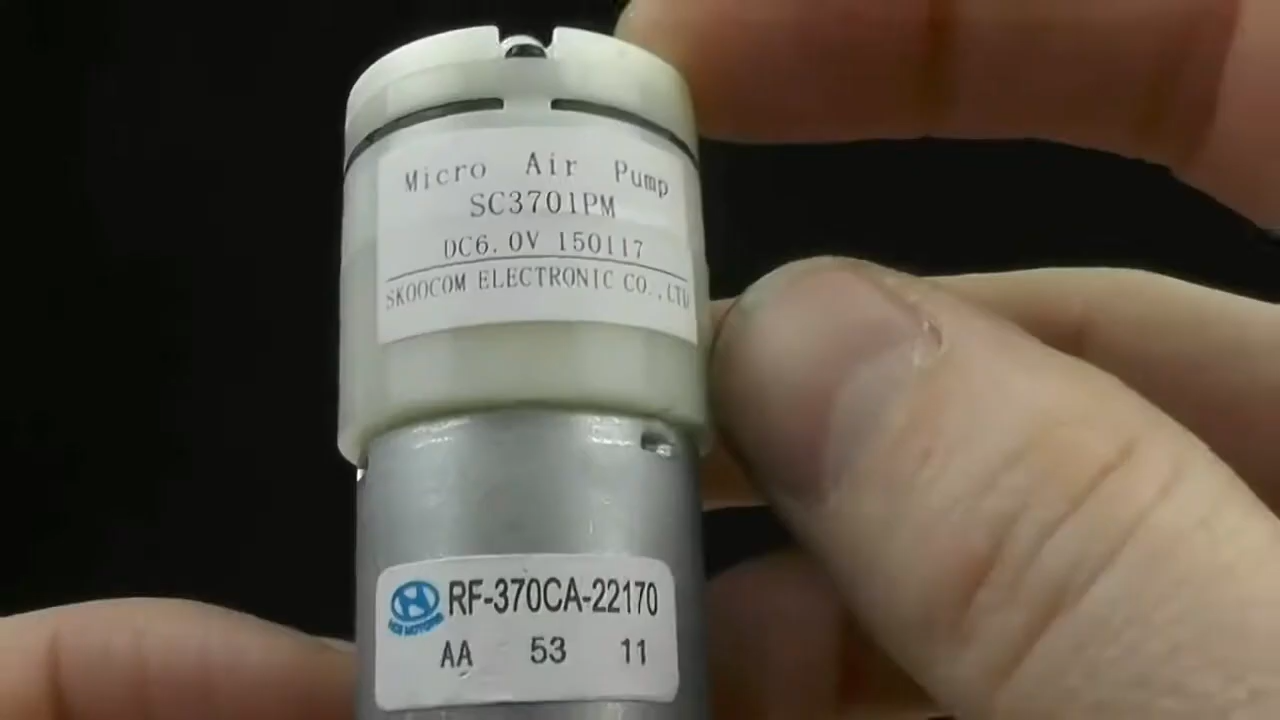 Micro Air Pump
SC3701PM
DC6.0V 150117
SKOOCOM ELECTRONIC CO.,LTD
RF-370CA-22170
AA 53 11